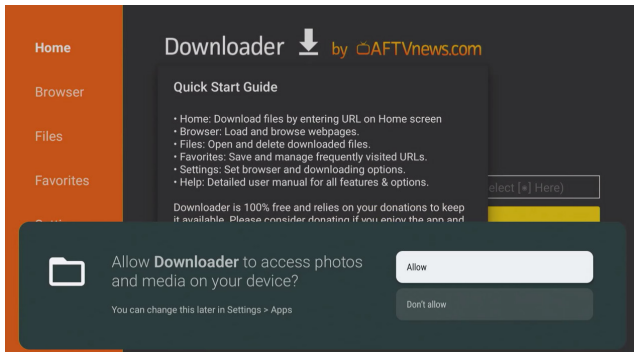 Home
Browser
Files
Favorites
Downloader by AFTVnews.com
Quick Start Guide
• Home: Download files by entering URL on Home screen
• Browser: Load and browse webpages.
• Files: Open and delete downloaded files.
• Favorites: Save and manage frequently visited URLs.
• Settings: Set browser and downloading options.
• Help: Detailed user manual for all features & options.
Downloader is 100% free and relies on your donations to keep
it available. Please consider donating if you enjoy the app and
elect [●] Here)
Allow Downloader to access photos
and media on your device?
You can change this later in Settings > Apps
Allow
Don't allow